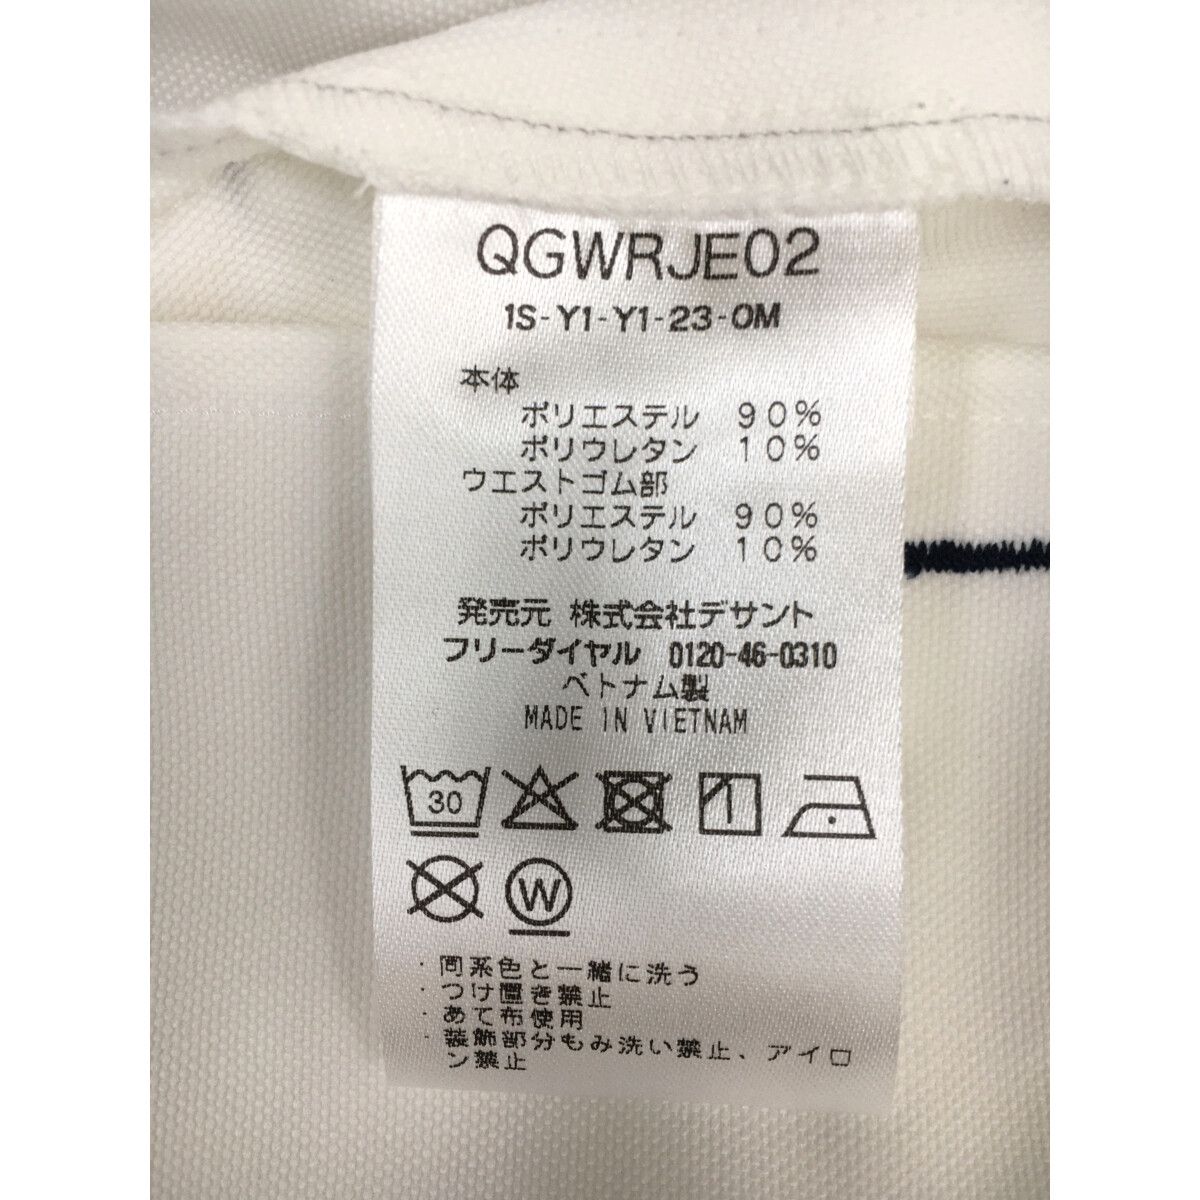 QGWRJE02
1S-Y1-Y1-23-OM
本体
ポリエステル ９０％
ポリウレタン １０％
ウエストゴム部
ポリエステル ９０％
ポリウレタン １０％
発売元 株式会社デサント
フリーダイヤル 0120-46-0310
ベトナム製
MADE IN VIETNAM
30
W
・同系色と一緒に洗う
・つけ置き禁止
・あて布使用
・装飾部分もみ洗い禁止、アイロ
ン禁止